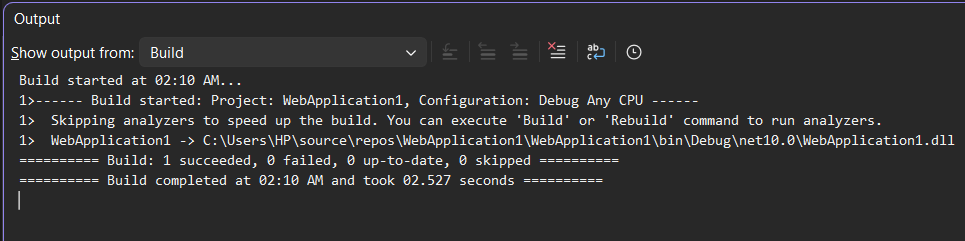 Output
Show output from: Build
Build started at 02:10 AM...
1>------ Build started: Project: WebApplication1, Configuration: Debug Any CPU ------
1>  Skipping analyzers to speed up the build. You can execute 'Build' or 'Rebuild' command to run analyzers.
1>  WebApplication1 -> C:\Users\HP\source\repos\WebApplication1\WebApplication1\bin\Debug\net10.0\WebApplication1.dll
========== Build: 1 succeeded, 0 failed, 0 up-to-date, 0 skipped ==========
========== Build completed at 02:10 AM and took 02.527 seconds ==========